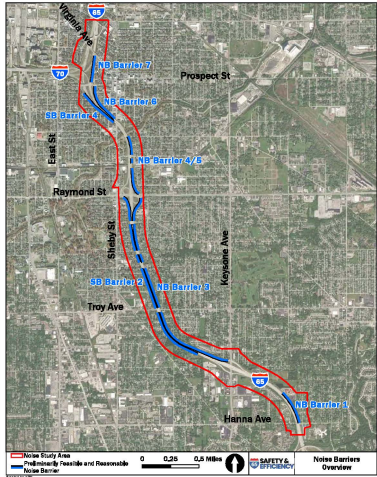 65
Virginia Ave
NB Barrier 7
70
Prospect St
NB Barrier 6
SB Barrier 4
East St
NB Barrier 4/5
Raymond St
Shelby St
Keysone Ave
SB Barrier 2
NB Barrier 3
Troy Ave
65
NB Barrier 1
Hanna Ave
Noise Study Area
Preliminarily Feasible and Reasonable
Noise Barrier
0 0.25 0.5 Miles
65
SAFETY &
EFFICIENCY
Noise Barriers
Overview